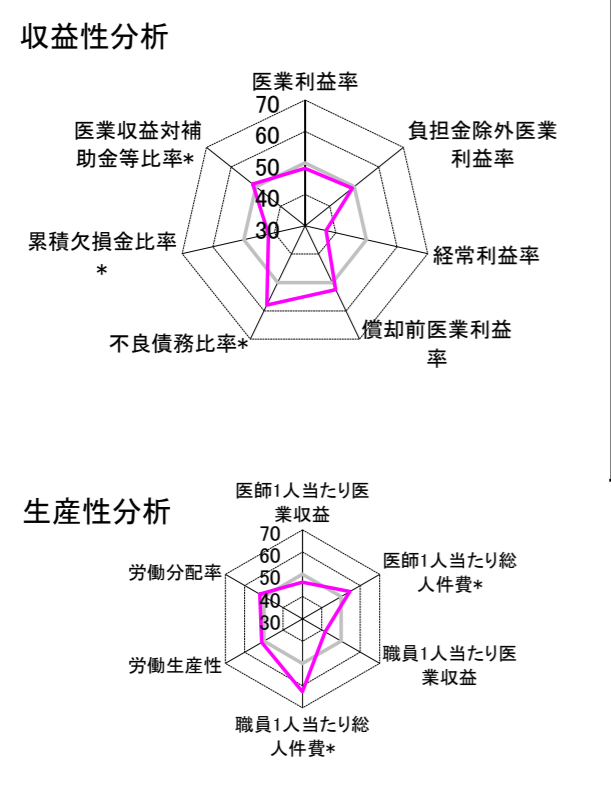 収益性分析
医業利益率
70
60
50
40
30
負担金除外医業
利益率
経常利益率
償却前医業利益
率
不良債務比率*
累積欠損金比率
*
医業収益対補
助金等比率*
生産性分析
医師1人当たり医
業収益
70
60
50
40
30
医師1人当たり総
人件費*
職員1人当たり医
業収益
職員1人当たり総
人件費*
労働生産性
労働分配率